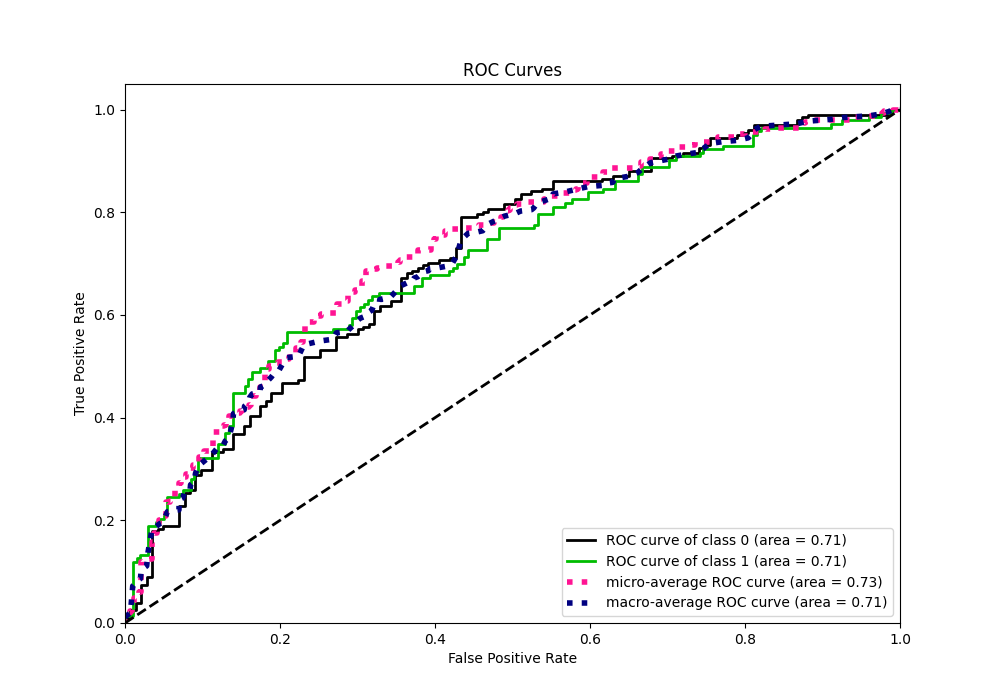 ROC Curves
True Positive Rate
1.0
0.8
0.6
0.4
0.2
0.0
ROC curve of class 0 (area = 0.71)
ROC curve of class 1 (area = 0.71)
micro-average ROC curve (area = 0.73)
macro-average ROC curve (area = 0.71)
0.0 0.2 0.4 0.6 0.8 1.0
False Positive Rate